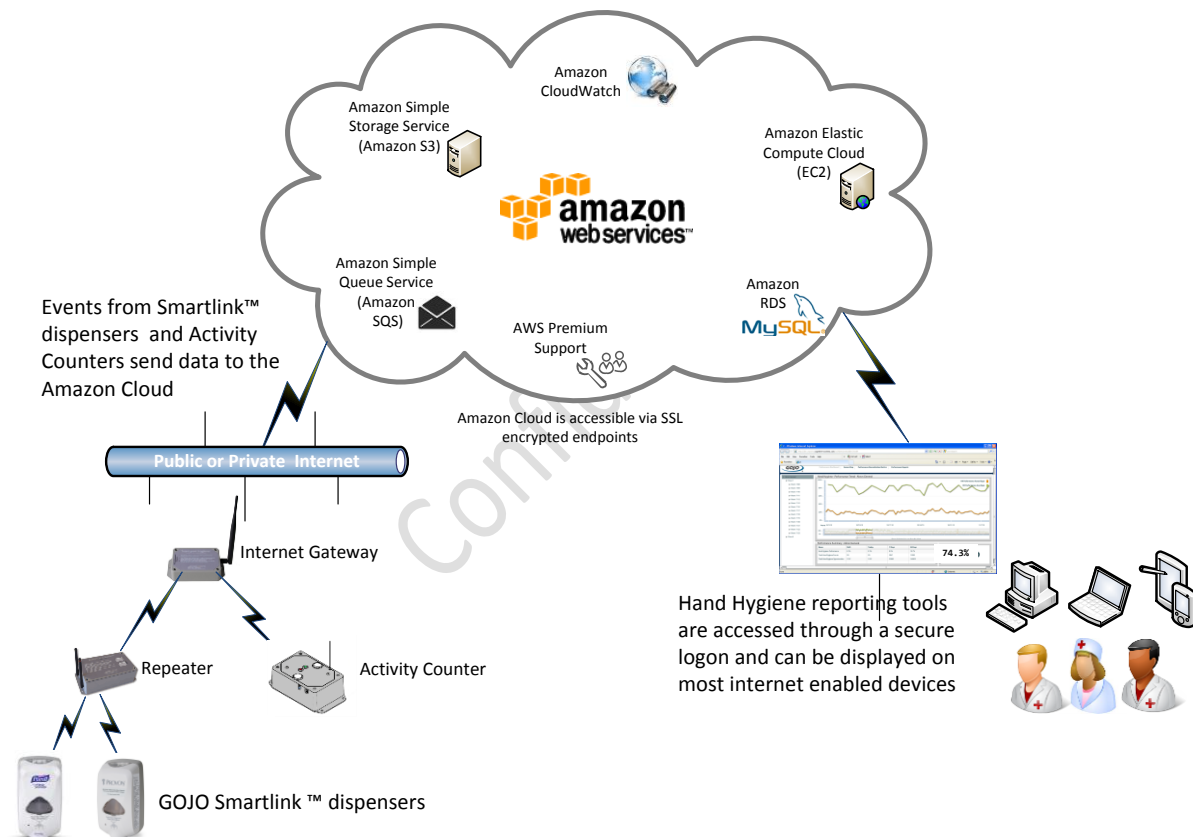 Amazon
CloudWatch
Amazon Simple
Storage Service
(Amazon S3)
Amazon Elastic
Compute Cloud
(EC2)
amazon
webservices™
Amazon Simple
Queue Service
(Amazon
SQS)
Amazon
RDS
MySQL
AWS Premium
Support
Events from Smartlink™
dispensers and Activity
Counters send data to the
Amazon Cloud
Amazon Cloud is accessible via SSL
encrypted endpoints
Public or Private Internet
Internet Gateway
GOJO
74.3%
Repeater
Activity Counter
Hand Hygiene reporting tools
are accessed through a secure
logon and can be displayed on
most internet enabled devices
PURELL
GOJO Smartlink ™ dispensers